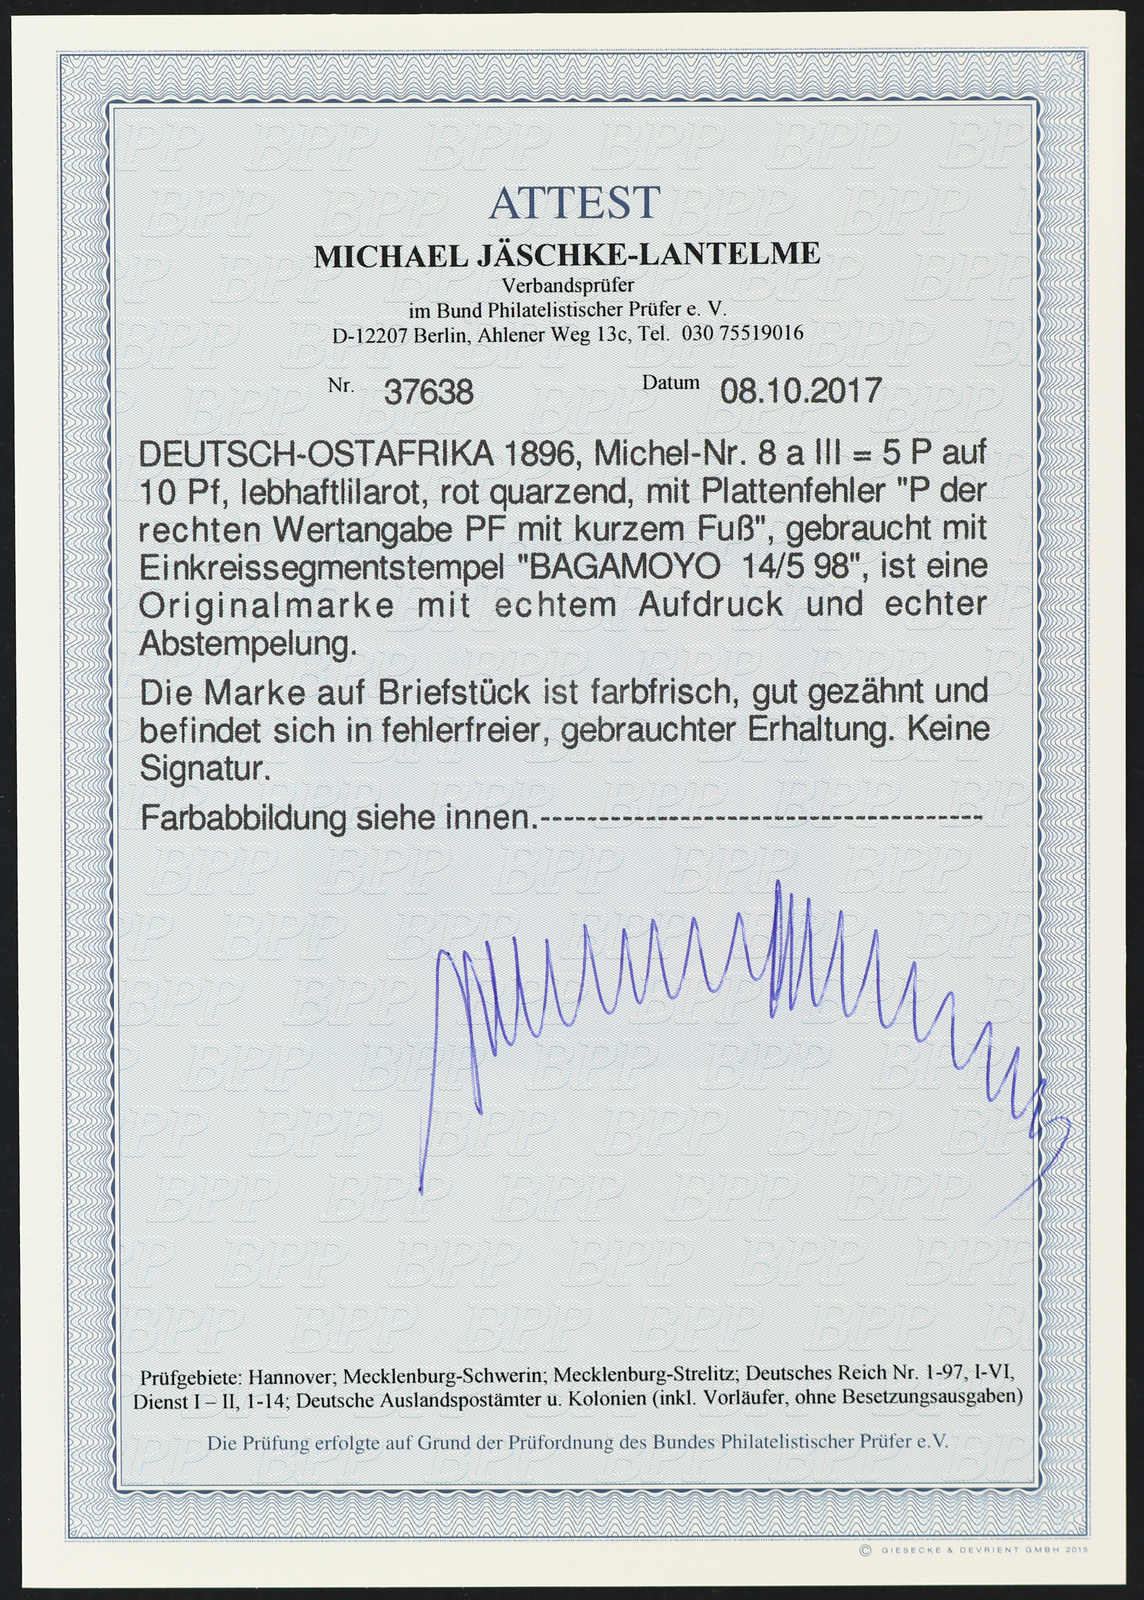 ATTEST
MICHAEL JÄSCHKE-LANTELME
Verbandsprüfer
im Bund Philatelistischer Prüfer e. V.
D-12207 Berlin, Ahlener Weg 13c, Tel. 030 75519016
Nr. 37638 Datum 08.10.2017
DEUTSCH-OSTAFRIKA 1896, Michel-Nr. 8 a III = 5 P auf
10 Pf, lebhaftlilarot, rot quarzend, mit Plattenfehler "P der
rechten Wertangabe PF mit kurzem Fuß", gebraucht mit
Einkreissegmentstempel "BAGAMOYO 14/5 98", ist eine
Originalmarke mit echtem Aufdruck und echter
Abstempelung.
Die Marke auf Briefstück ist farbfrisch, gut gezähnt und
befindet sich in fehlerfreier, gebrauchter Erhaltung. Keine
Signatur.
Farbabbildung siehe innen.-------------------------------------
Prüfgebiete: Hannover; Mecklenburg-Schwerin; Mecklenburg-Strelitz; Deutsches Reich Nr. 1-97, I-VI,
Dienst I – II, 1-14; Deutsche Auslandspostämter u. Kolonien (inkl. Vorläufer, ohne Besetzungsausgaben)
Die Prüfung erfolgte auf Grund der Prüfordnung des Bundes Philatelistischer Prüfer e.V.
© GIESECKE & DEVRIENT GMBH 2015